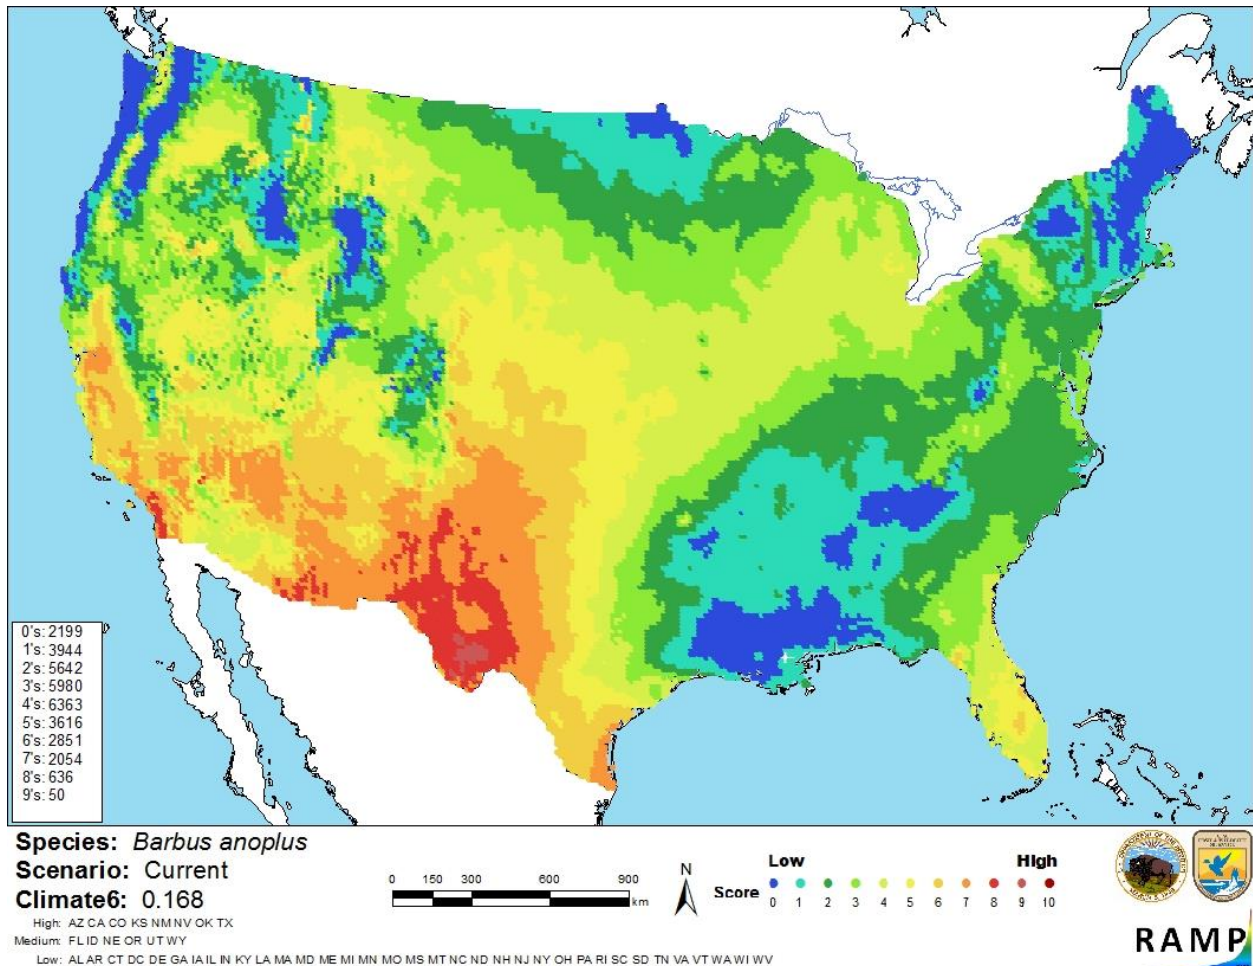 0's: 2199
1's: 3944
2's: 5642
3's: 5980
4's: 6363
5's: 3616
6's: 2851
7's: 2054
8's: 636
9's: 50
Species: Barbus anoplus
Scenario: Current
Climate6: 0.168
High: AZ CA CO KS NM NV OK TX
Medium: FL ID NE OR UT WY
Low: AL AR CT DC DE GA IA IL IN KY LA MA MD ME MI MN MO MS MT NC ND NH NJ NY OH PA RI SC SD TN VA VT WA WI WV
0 150 300 600 900
km
N
Low High
Score
0 1 2 3 4 5 6 7 8 9 10
RAMP